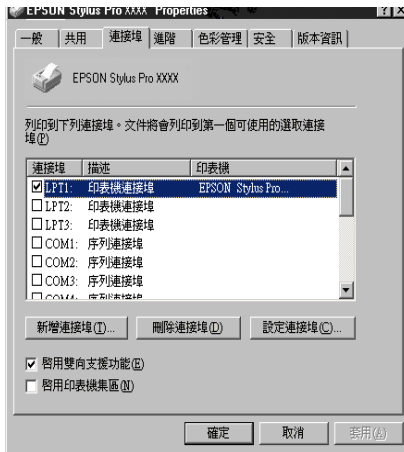 EPSON Stylus Pro XXXX Properties
一般 共用 連接埠 進階 色彩管理 安全 版本資訊
EPSON Stylus Pro XXXX
列印到下列連接埠。文件將會列印到第一個可使用的選取連接
埠(P)
連接埠 描述 印表機
LPT1: 印表機連接埠 EPSON Stylus Pro...
LPT2: 印表機連接埠
LPT3: 印表機連接埠
COM1: 序列連接埠
COM2: 序列連接埠
COM3: 序列連接埠
COM4: 序列連接埠
新增連接埠(T)... 刪除連接埠(D) 設定連接埠(C)...
啟用雙向支援功能(E)
啟用印表機集區(N)
確定 取消 套用(A)